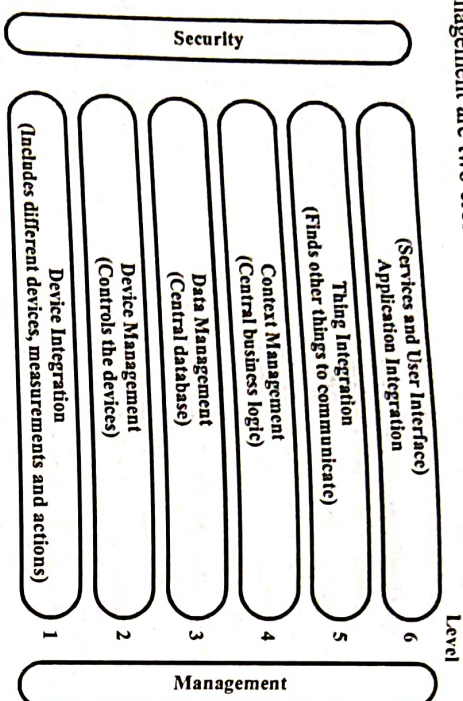 nagement are two
Level
Security
(Services and User Interface)
Application Integration
6
Thing Integration
(Finds other things to communicate)
5
Context Management
(Central business logic)
4
Data Management
(Central database)
3
Device Management
(Controls the devices)
2
Device Integration
(Includes different devices, measurements and actions)
1
Management